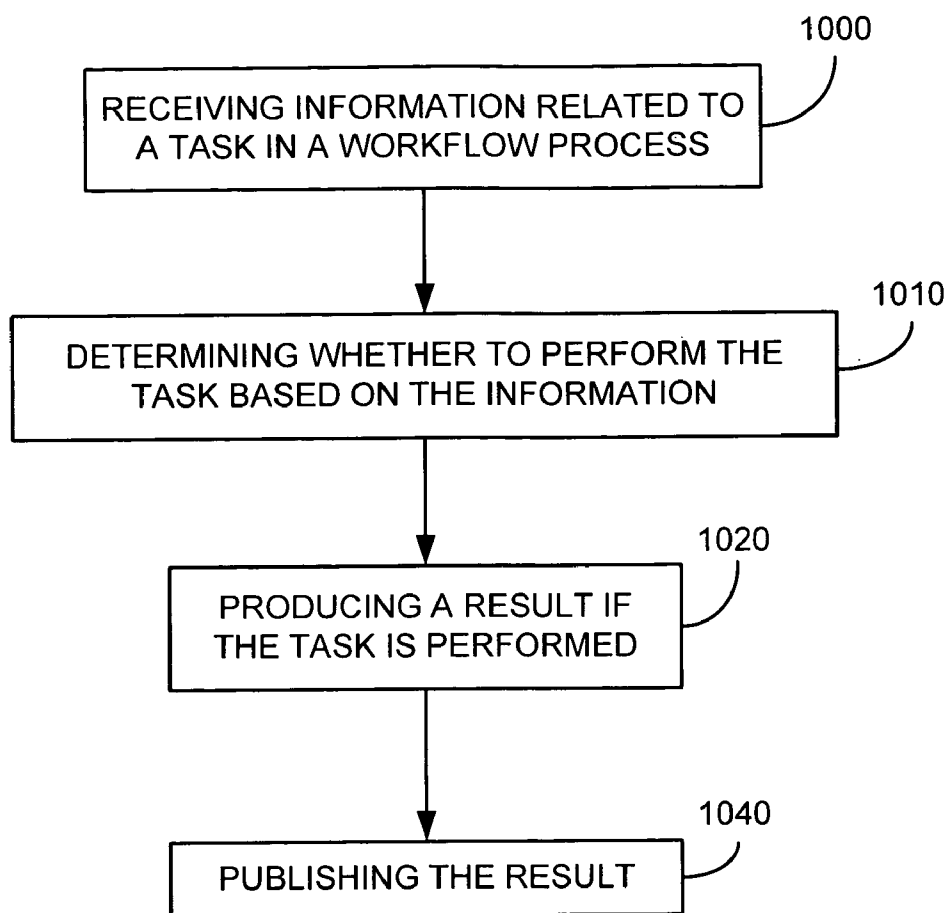 1000
RECEIVING INFORMATION RELATED TO
A TASK IN A WORKFLOW PROCESS
1010
DETERMINING WHETHER TO PERFORM THE
TASK BASED ON THE INFORMATION
1020
PRODUCING A RESULT IF
THE TASK IS PERFORMED
1040
PUBLISHING THE RESULT